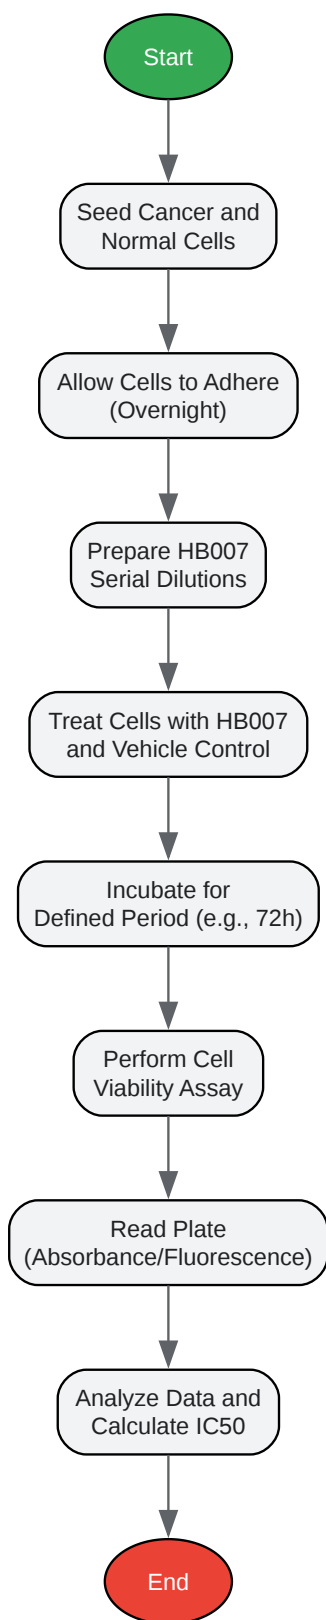 Start
Seed Cancer and
Normal Cells
Allow Cells to Adhere
(Overnight)
Prepare HB007
Serial Dilutions
Treat Cells with HB007
and Vehicle Control
Incubate for
Defined Period (e.g., 72h)
Perform Cell
Viability Assay
Read Plate
(Absorbance/Fluorescence)
Analyze Data and
Calculate IC50
End